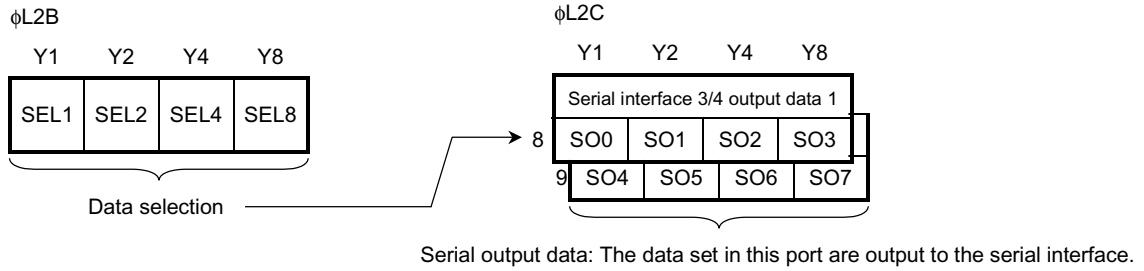 ϕL2B
Y1 Y2 Y4 Y8
SEL1 SEL2 SEL4 SEL8
Data selection
ϕL2C
Y1 Y2 Y4 Y8
Serial interface 3/4 output data 1
8 SO0 SO1 SO2 SO3
9 SO4 SO5 SO6 SO7
Serial output data: The data set in this port are output to the serial interface.